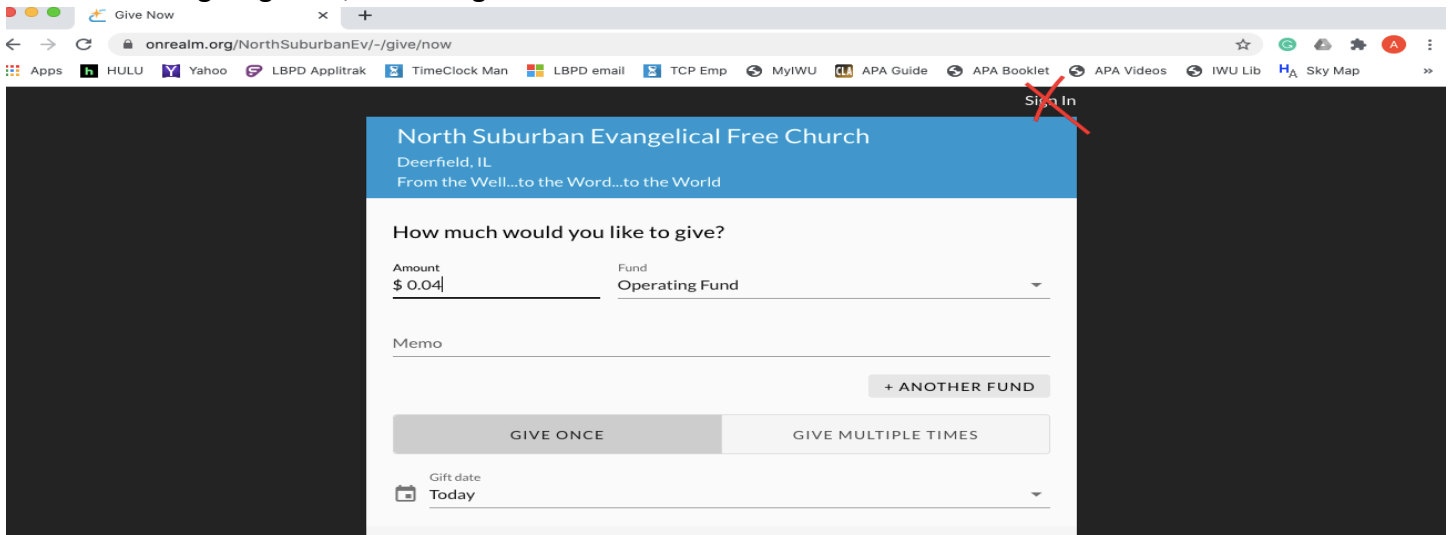 Give Now
onrealm.org/NorthSuburbanEv/-/give/now
A
Apps h HULU Y Yahoo LBPD Applitrak TimeClock Man LBPD email TCP Emp MyIWU CLA APA Guide APA Booklet APA Videos IWU Lib HA Sky Map »
Sign In
North Suburban Evangelical Free Church
Deerfield, IL
From the Well...to the Word...to the World
How much would you like to give?
Amount Fund
$ 0.04 Operating Fund
Memo
+ ANOTHER FUND
GIVE ONCE GIVE MULTIPLE TIMES
Gift date
Today